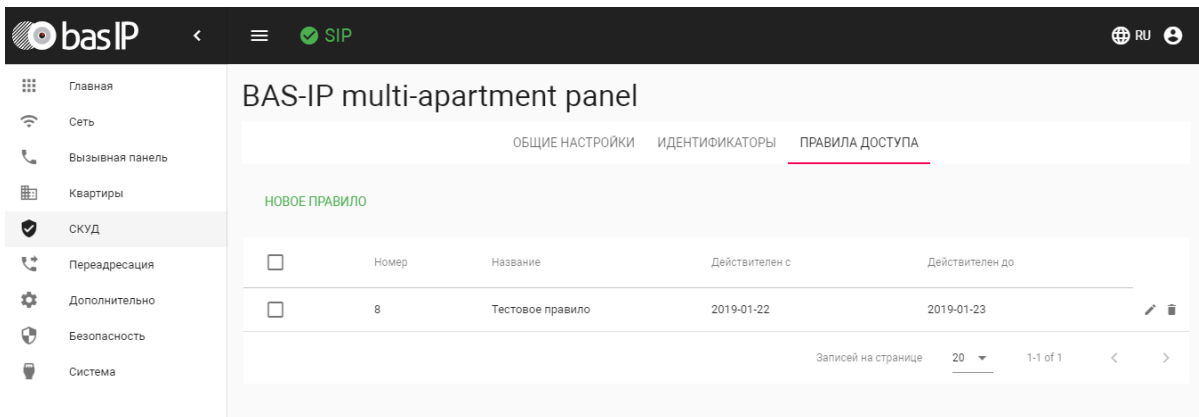 bas IP
SIP
RU
Главная
Сеть
Вызывная панель
Квартиры
СКУД
Переадресация
Дополнительно
Безопасность
Система
BAS-IP multi-apartment panel
ОБЩИЕ НАСТРОЙКИ ИДЕНТИФИКАТОРЫ ПРАВИЛА ДОСТУПА
НОВОЕ ПРАВИЛО
Номер Название Действителен с Действителен до
8 Тестовое правило 2019-01-22 2019-01-23
Записей на странице 20 1-1 of 1